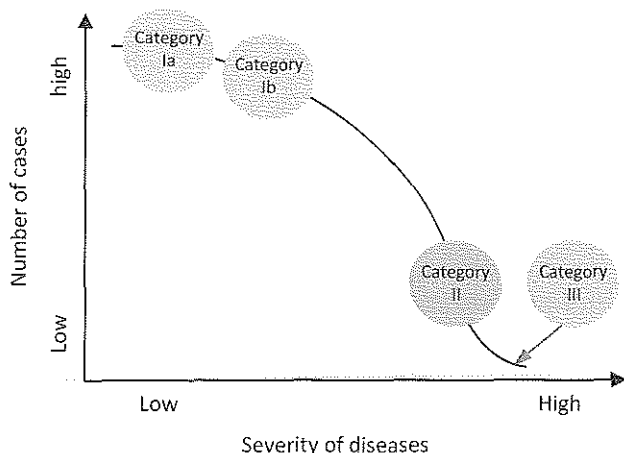 Number of cases
high
Low
Category
Ia
Category
Ib
Category
II
Category
III
Low
High
Severity of diseases